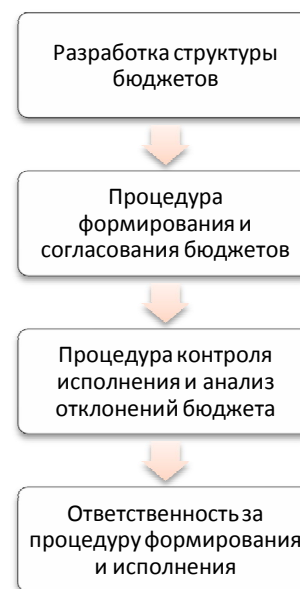 Разработка структуры
бюджетов
Процедура
формирования и
согласования бюджетов
Процедура контроля
исполнения и анализ
отклонений бюджета
Ответственность за
процедуру формирования
и исполнения